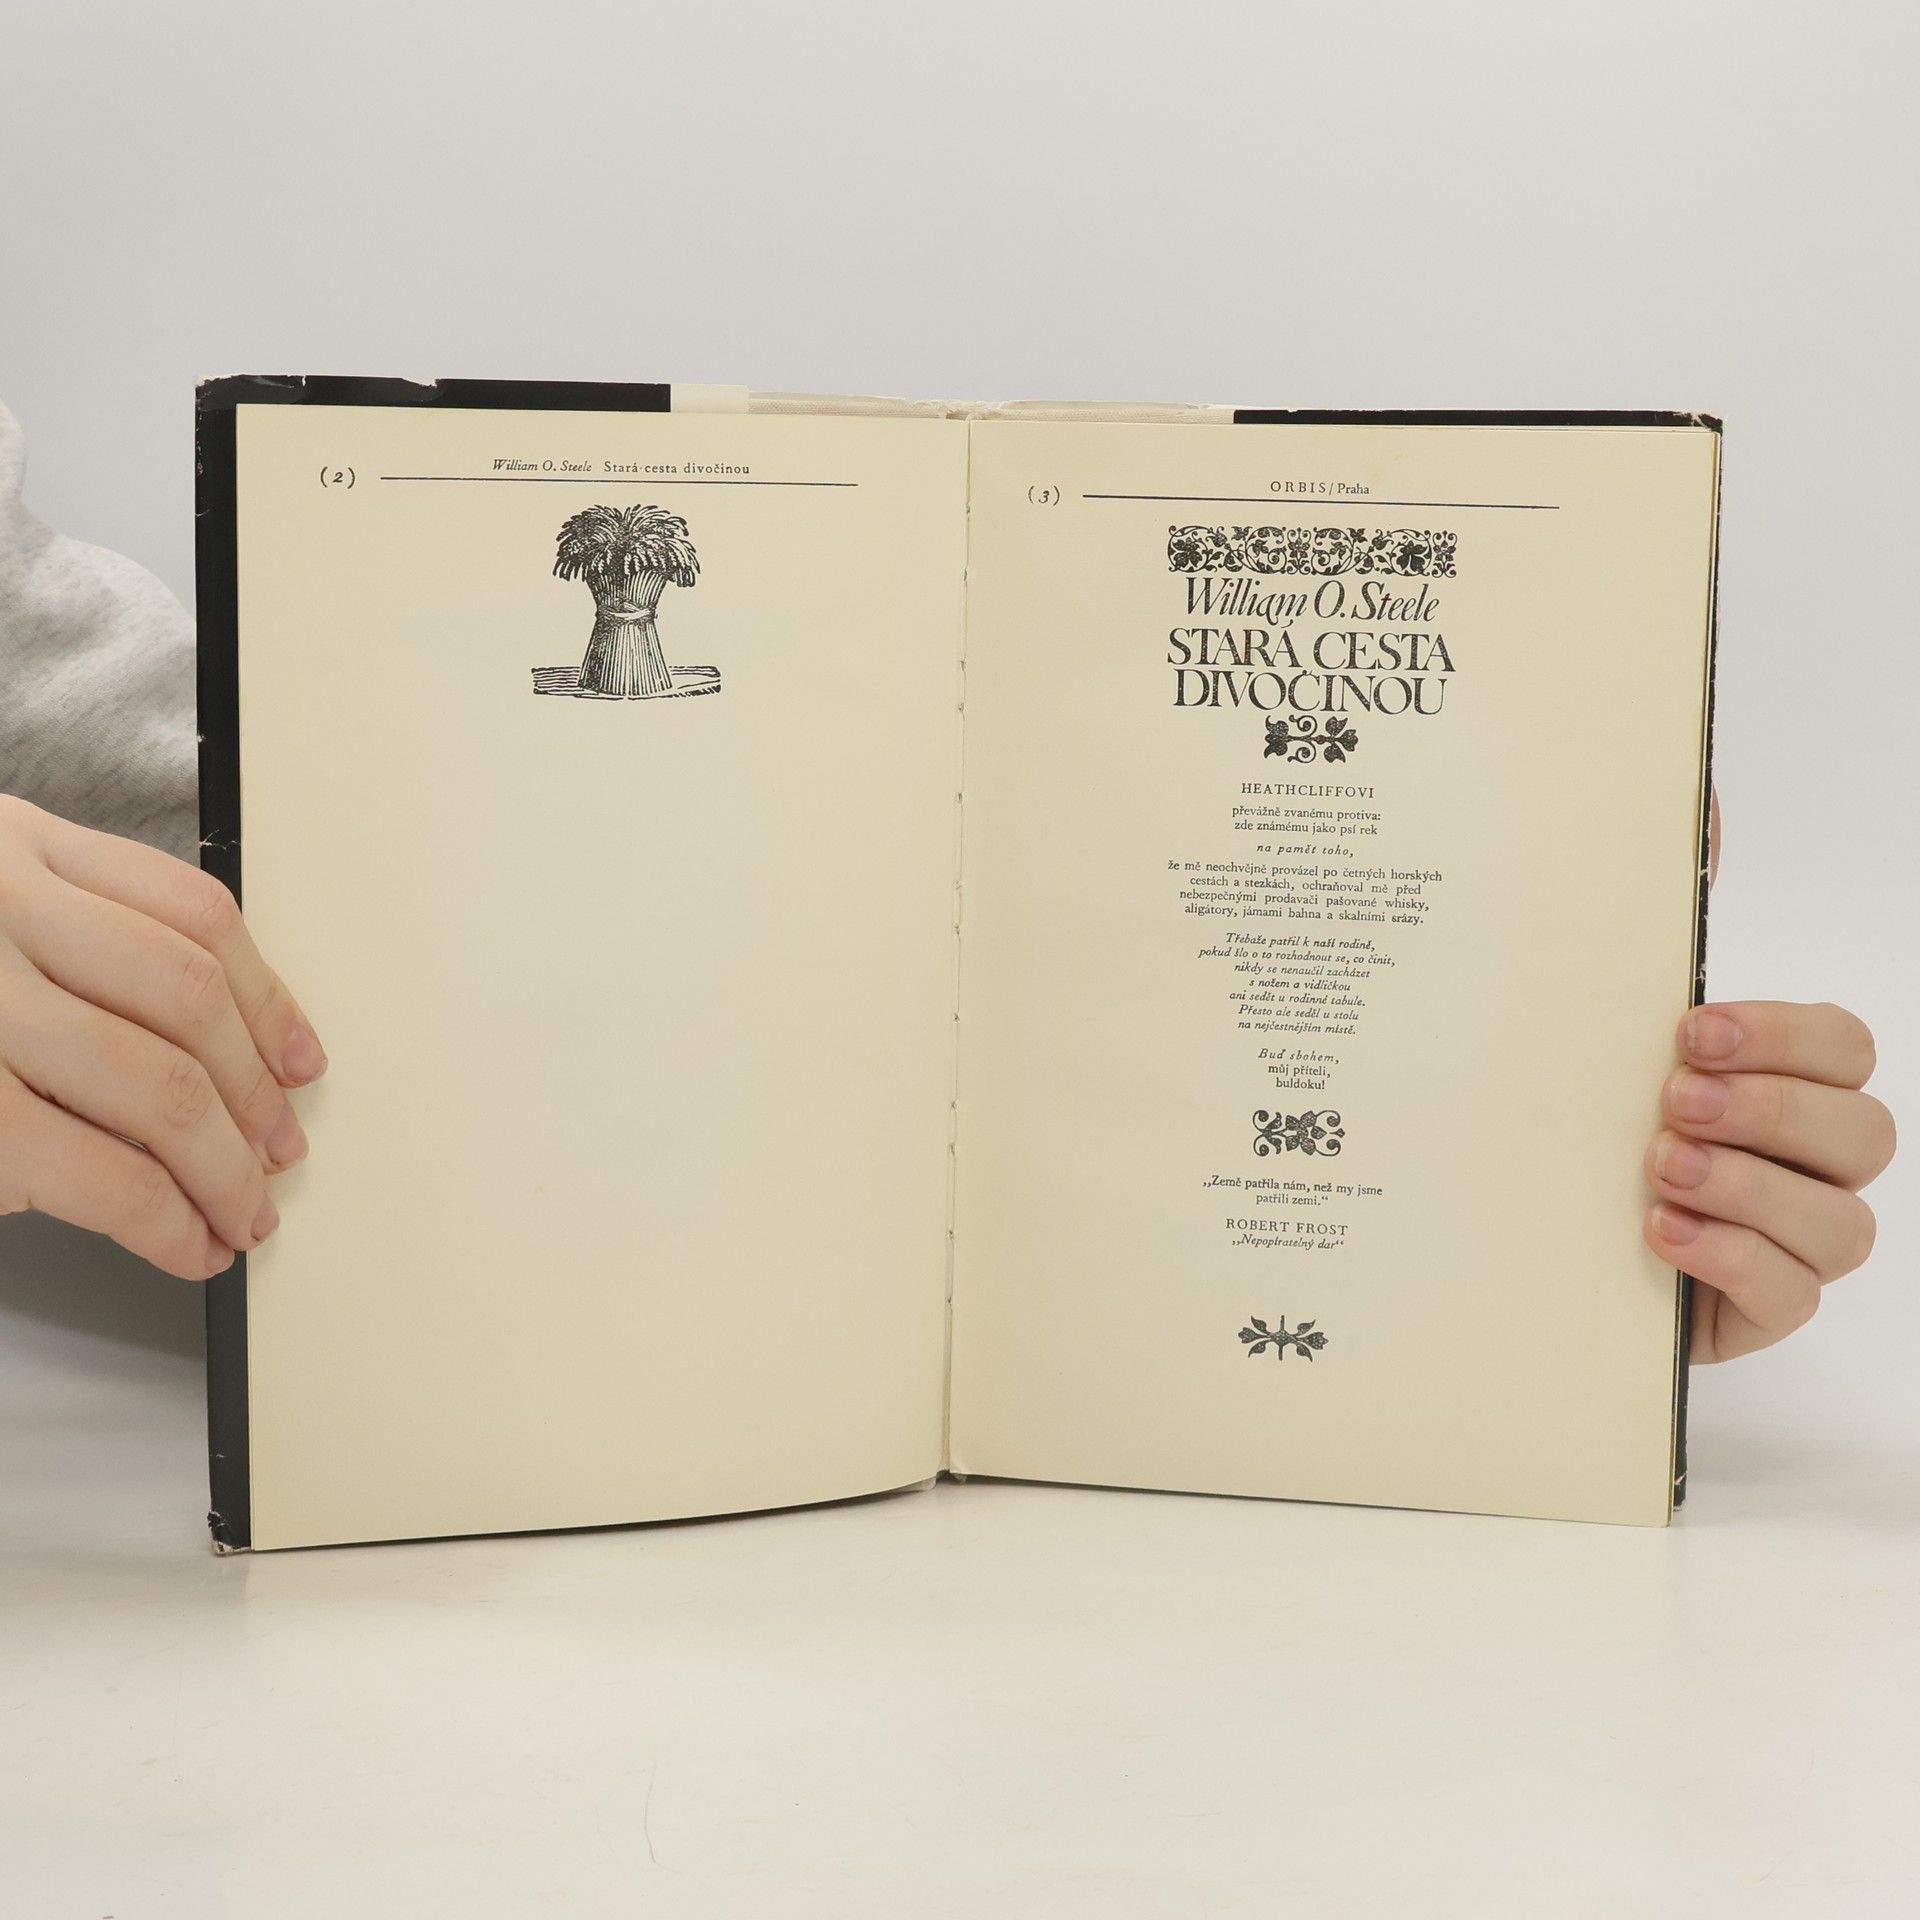 (2)
William O. Steele Stará cesta divočinou
(3)
ORBIS/Praha
William O. Steele
STARÁ CESTA
DIVOČINOU
HEATHCLIFFOVI
převážně zvanému protiva:
zde známému jako psí rek
na pamět toho,
že mě neochvějně provázel po četných horských
cestách a stezkách, ochraňoval mě před
nebezpečnými prodavači pašované whisky,
aligátory, jámami bahna a skalními srázy.
Třebaže patřil k naší rodině,
pokud šlo o to rozhodnout se, co činit,
nikdy se nenaučil zacházet
s nožem a vidličkou
ani sedět u rodinné tabule.
Přesto ale seděl u stolu
na nejčestnějším místě.
Buď sbohem,
můj příteli,
buldoku!
„Země patřila nám, než my jsme
patřili zemi.“
ROBERT FROST
„Nepopiratelný dar“